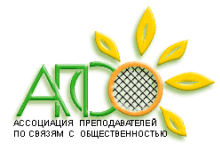 АПСО
АССОЦИАЦИЯ ПРЕПОДАВАТЕЛЕЙ
ПО СВЯЗЯМ С ОБЩЕСТВЕННОСТЬЮ